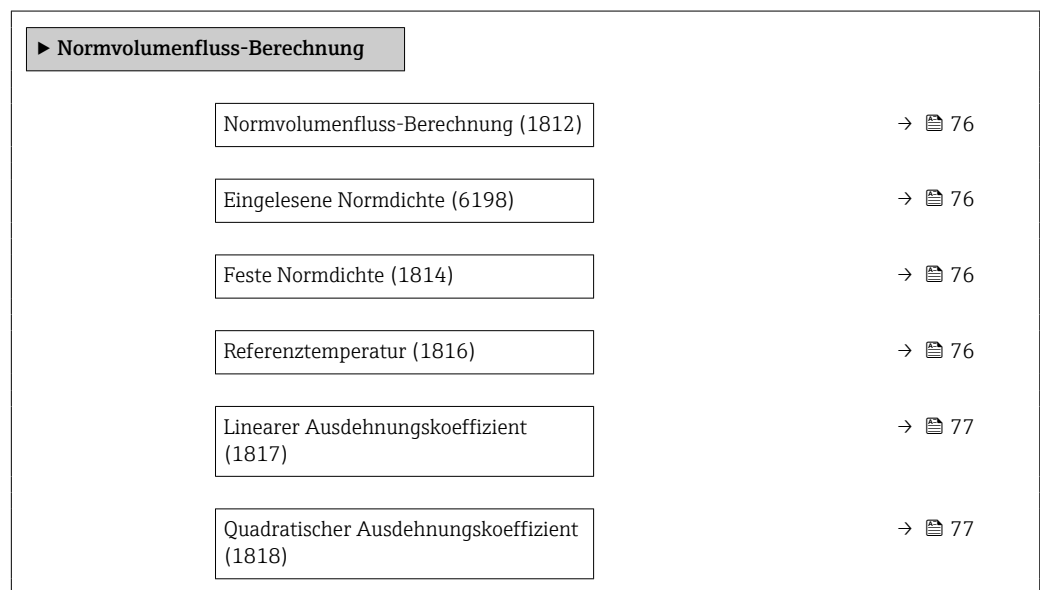 ▶ Normvolumenfluss-Berechnung
Normvolumenfluss-Berechnung (1812) → 76
Eingelesene Normdichte (6198) → 76
Feste Normdichte (1814) → 76
Referenztemperatur (1816) → 76
Linearer Ausdehnungskoeffizient → 77
(1817)
Quadratischer Ausdehnungskoeffizient → 77
(1818)